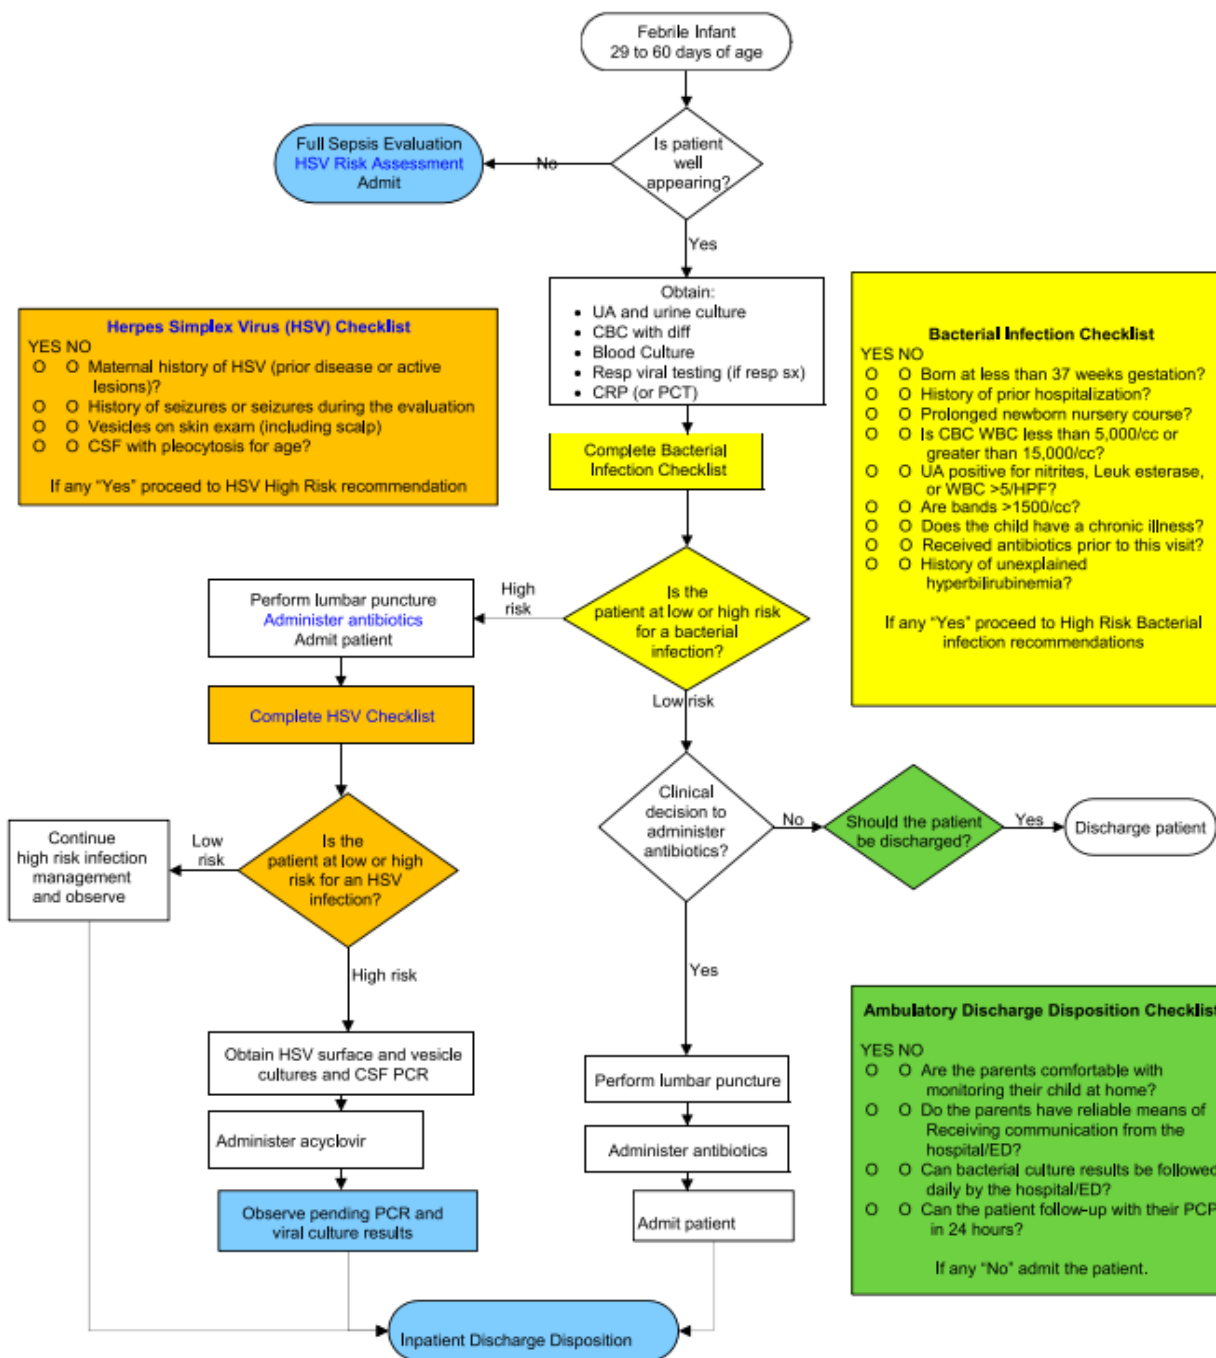 Febrile Infant
29 to 60 days of age
Is patient
well
appearing?
No
Full Sepsis Evaluation
HSV Risk Assessment
Admit
Yes
Obtain:
• UA and urine culture
• CBC with diff
• Blood Culture
• Resp viral testing (if resp sx)
• CRP (or PCT)
Herpes Simplex Virus (HSV) Checklist
YES NO
O O Maternal history of HSV (prior disease or active
lesions)?
O O History of seizures or seizures during the evaluation
O O Vesicles on skin exam (including scalp)
O O CSF with pleocytosis for age?
If any "Yes" proceed to HSV High Risk recommendation
Complete Bacterial
Infection Checklist
Bacterial Infection Checklist
YES NO
O O Born at less than 37 weeks gestation?
O O History of prior hospitalization?
O O Prolonged newborn nursery course?
O O Is CBC WBC less than 5,000/cc or
greater than 15,000/cc?
O O UA positive for nitrites, Leuk esterase,
or WBC >5/HPF?
O O Are bands >1500/cc?
O O Does the child have a chronic illness?
O O Received antibiotics prior to this visit?
O O History of unexplained
hyperbilirubinemia?
If any "Yes" proceed to High Risk Bacterial
infection recommendations
Is the
patient at low or high risk
for a bacterial
infection?
High
risk
Perform lumbar puncture
Administer antibiotics
Admit patient
Complete HSV Checklist
Low risk
Is the
patient at low or high
risk for an HSV
infection?
Low
risk
Continue
high risk infection
management
and observe
Clinical
decision to
administer
antibiotics?
No
Should the patient
be discharged?
Yes
Discharge patient
High risk
Yes
Obtain HSV surface and vesicle
cultures and CSF PCR
Administer acyclovir
Observe pending PCR and
viral culture results
Perform lumbar puncture
Administer antibiotics
Admit patient
Ambulatory Discharge Disposition Checklist
YES NO
O O Are the parents comfortable with
monitoring their child at home?
O O Do the parents have reliable means of
Receiving communication from the
hospital/ED?
O O Can bacterial culture results be followed
daily by the hospital/ED?
O O Can the patient follow-up with their PCP
in 24 hours?
If any "No" admit the patient.
Inpatient Discharge Disposition